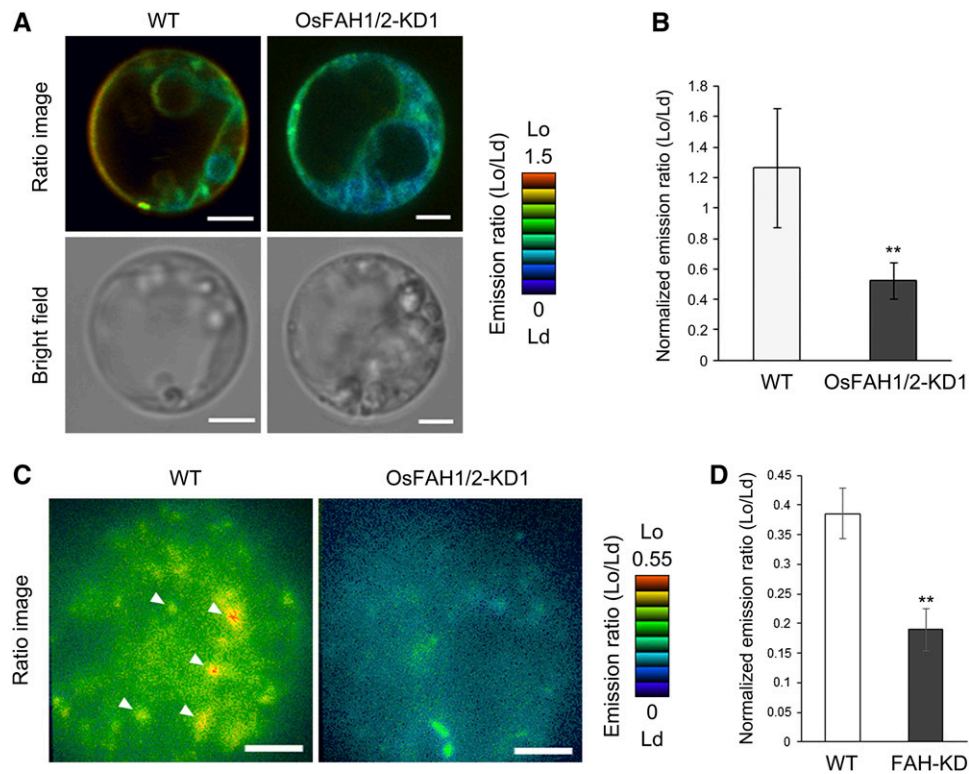 A
WT
OsFAH1/2-KD1
Ratio image
Bright field
Emission ratio (Lo/Ld)
Lo
1.5
0
Ld
B
Normalized emission ratio (Lo/Ld)
1.8
1.6
1.4
1.2
1
0.8
0.6
0.4
0.2
0
**
WT
OsFAH1/2-KD1
C
WT
OsFAH1/2-KD1
Ratio image
Emission ratio (Lo/Ld)
Lo
0.55
0
Ld
D
Normalized emission ratio (Lo/Ld)
0.45
0.4
0.35
0.3
0.25
0.2
0.15
0.1
0.05
0
**
WT
FAH-KD